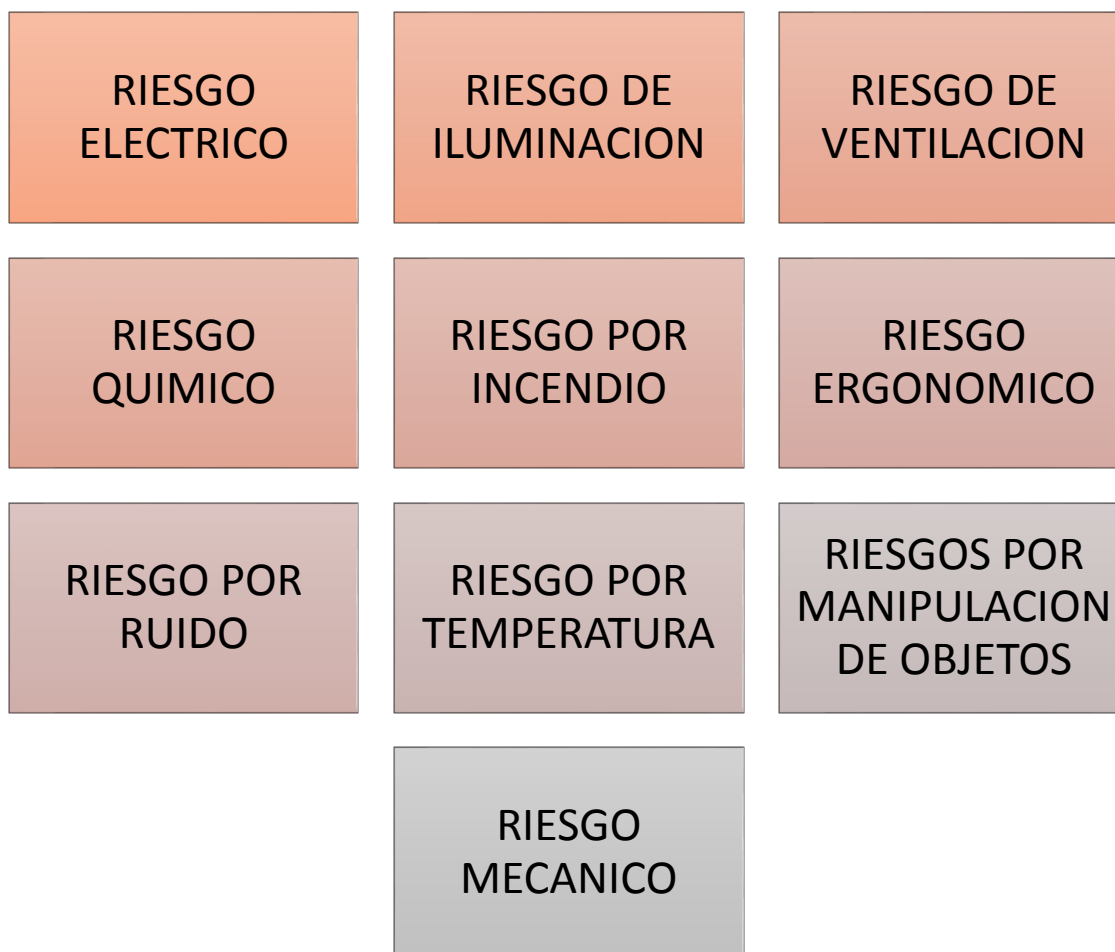 RIESGO
ELECTRICO
RIESGO DE
ILUMINACION
RIESGO DE
VENTILACION
RIESGO
QUIMICO
RIESGO POR
INCENDIO
RIESGO
ERGONOMICO
RIESGO POR
RUIDO
RIESGO POR
TEMPERATURA
RIESGOS POR
MANIPULACION
DE OBJETOS
RIESGO
MECANICO